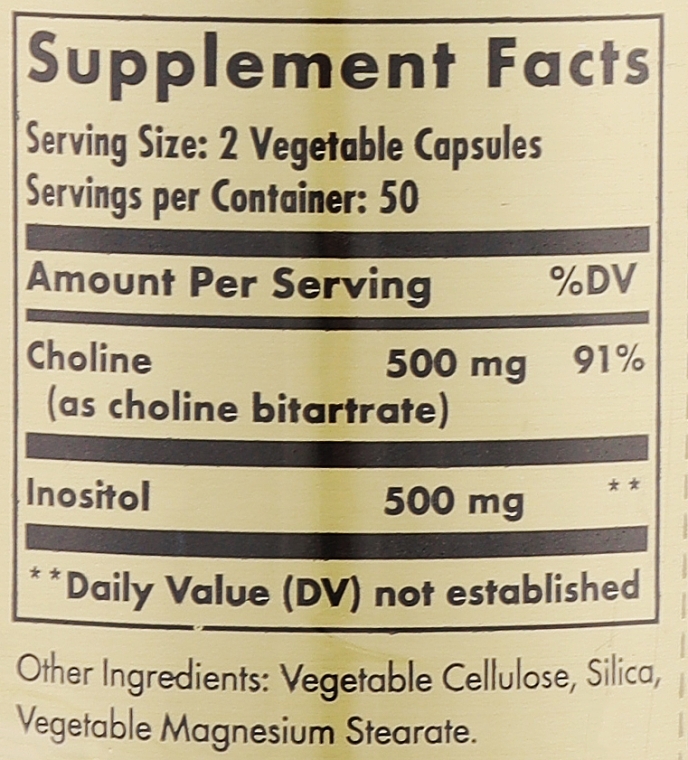 Supplement Facts
Serving Size: 2 Vegetable Capsules
Servings per Container: 50
Amount Per Serving %DV
Choline 500 mg 91%
(as choline bitartrate)
Inositol 500 mg **
**Daily Value (DV) not established
Other Ingredients: Vegetable Cellulose, Silica,
Vegetable Magnesium Stearate.